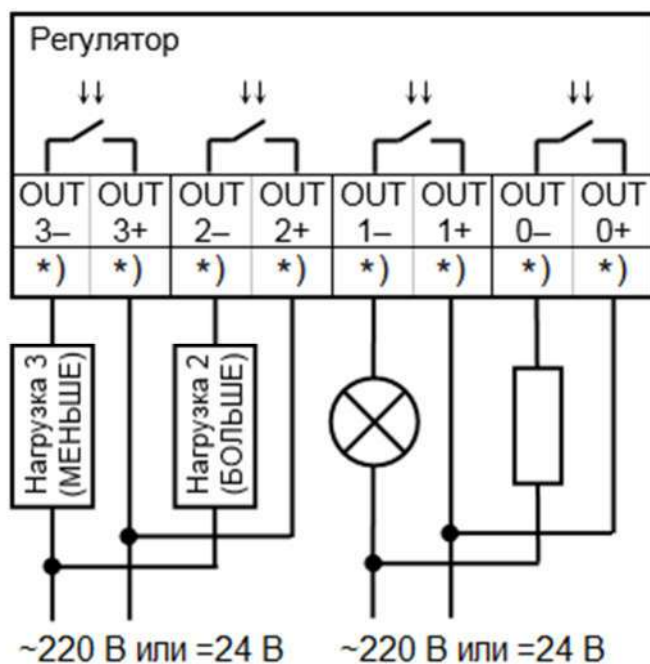 Регулятор
OUT OUT OUT OUT OUT OUT OUT OUT
3– 3+ 2– 2+ 1– 1+ 0– 0+
*) *) *) *) *) *) *) *)
Нагрузка 3
(МЕНЬШЕ)
Нагрузка 2
(БОЛЬШЕ)
~220 В или =24 В ~220 В или =24 В